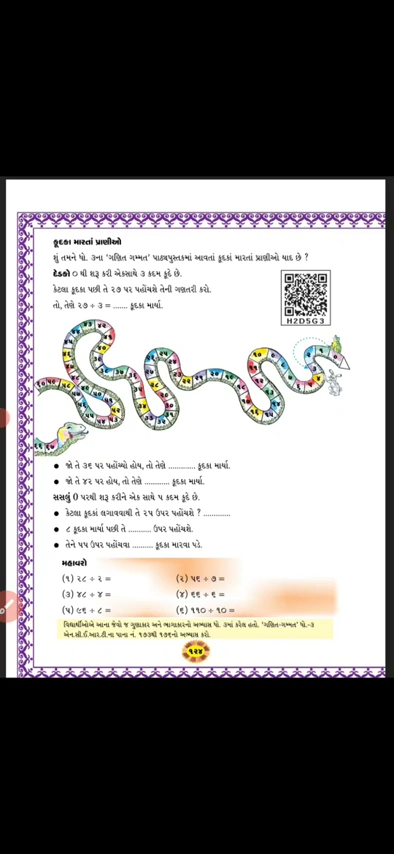 કૂદકા મારતાં પ્રાણીઓ
શું તમને ધો. ૩ના ‘ગણિત ગમ્મત’ પાઠ્યપુસ્તકમાં આવતાં કૂદકાં મારતાં પ્રાણીઓ યાદ છે ?
દેડકો ૦ થી શરૂ કરી એકસાથે ૩ કદમ કૂદે છે.
કેટલા કૂદકા પછી તે ૨૭ પર પહોંચશે તેની ગણતરી કરો.
તો, તેણે ૨૭ ÷ ૩ = ....... કૂદકા માર્યા.
H2D5G3
● જો તે ૩૬ પર પહોંચ્યો હોય, તો તેણે ............. કૂદકા માર્યા.
● જો તે ૪૨ પર હોય, તો તેણે ............ કૂદકા માર્યા.
સસલું 0 પરથી શરૂ કરીને એક સાથે ૫ કદમ કૂદે છે.
● કેટલા કૂદકાં લગાવવાથી તે ૨૫ ઉપર પહોંચશે ? .............
● ૮ કૂદકા માર્યા પછી તે ........... ઉપર પહોંચશે.
● તેને ૫૫ ઉપર પહોંચવા .......... કૂદકા મારવા પડે.
મહાવરો
(૧) ૨૮ ÷ ૨ = (૨) ૫૬ ÷ ૭ =
(૩) ૪૮ ÷ ૪ = (૪) ૬૬ ÷ ૬ =
(૫) ૯૬ ÷ ૮ = (૬) ૧૧૦ ÷ ૧૦ =
વિદ્યાર્થીઓએ આના જેવો જ ગુણાકાર અને ભાગાકારનો અભ્યાસ ધો. ૩માં કરેલ હતો. ‘ગણિત-ગમ્મત’ ધો.-૩
એન.સી.ઈ.આર.ટી.ના પાના નં. ૧૭૩થી ૧૭૬નો અભ્યાસ કરો.
૧૨૪